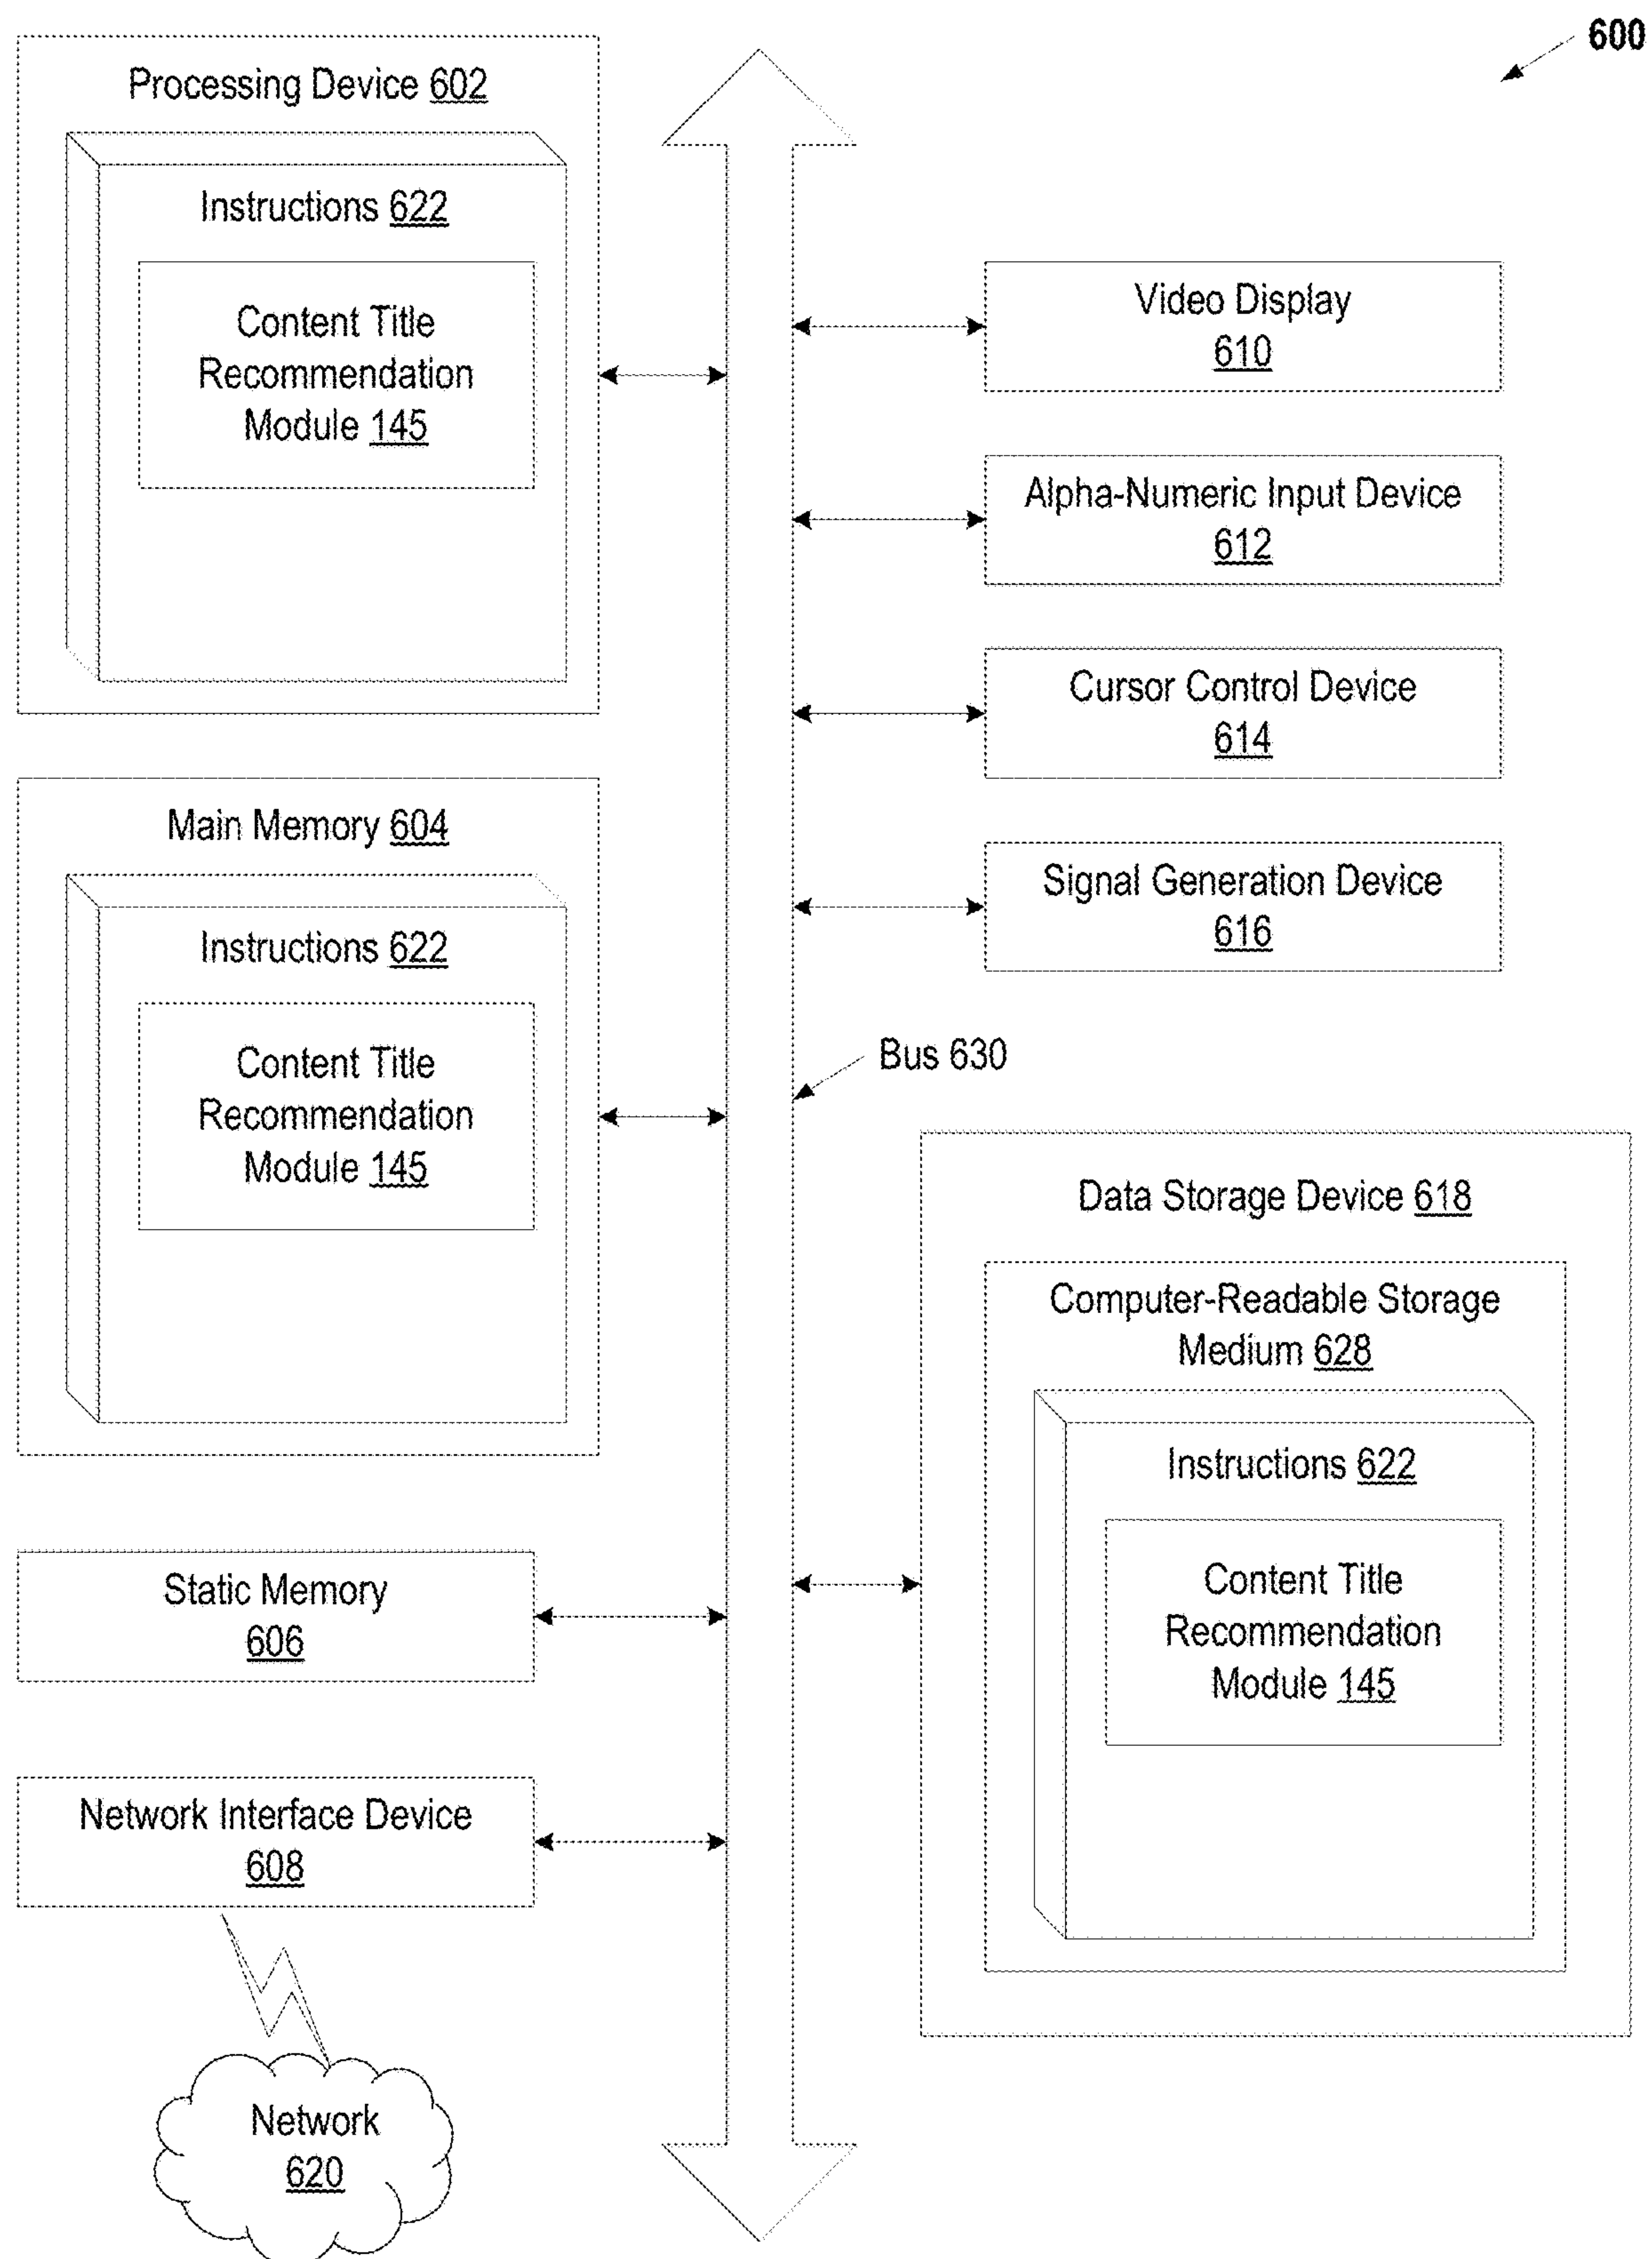 600
Processing Device 602
Instructions 622
Content Title
Recommendation
Module 145
Main Memory 604
Instructions 622
Content Title
Recommendation
Module 145
Static Memory
606
Network Interface Device
608
Network
620
Video Display
610
Alpha-Numeric Input Device
612
Cursor Control Device
614
Signal Generation Device
616
Bus 630
Data Storage Device 618
Computer-Readable Storage
Medium 628
Instructions 622
Content Title
Recommendation
Module 145